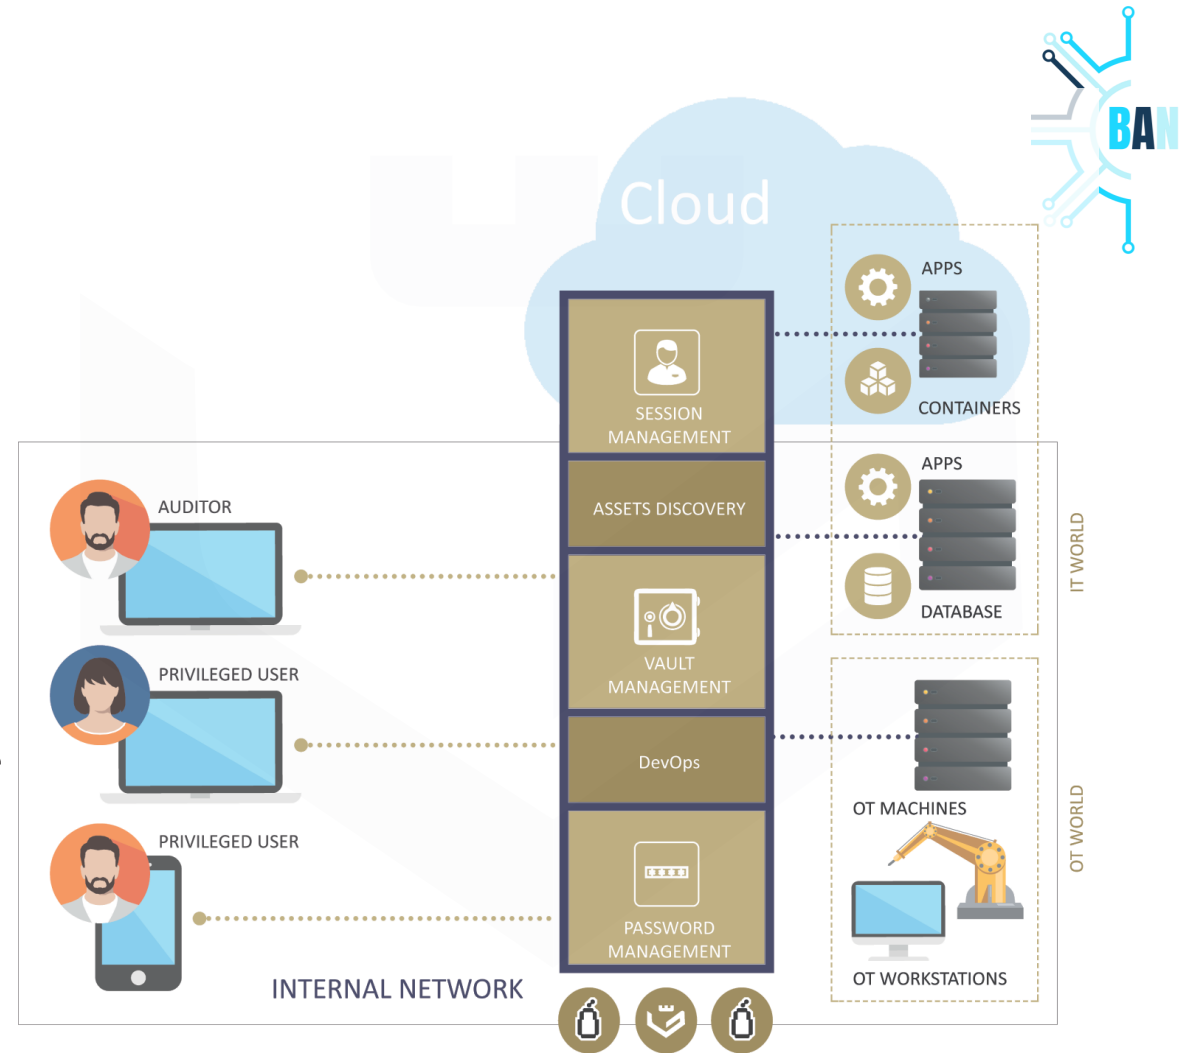 BAN
Cloud
APPS
CONTAINERS
SESSION
MANAGEMENT
ASSETS DISCOVERY
VAULT
MANAGEMENT
DevOps
PASSWORD
MANAGEMENT
AUDITOR
PRIVILEGED USER
PRIVILEGED USER
INTERNAL NETWORK
APPS
DATABASE
IT WORLD
OT MACHINES
OT WORKSTATIONS
OT WORLD